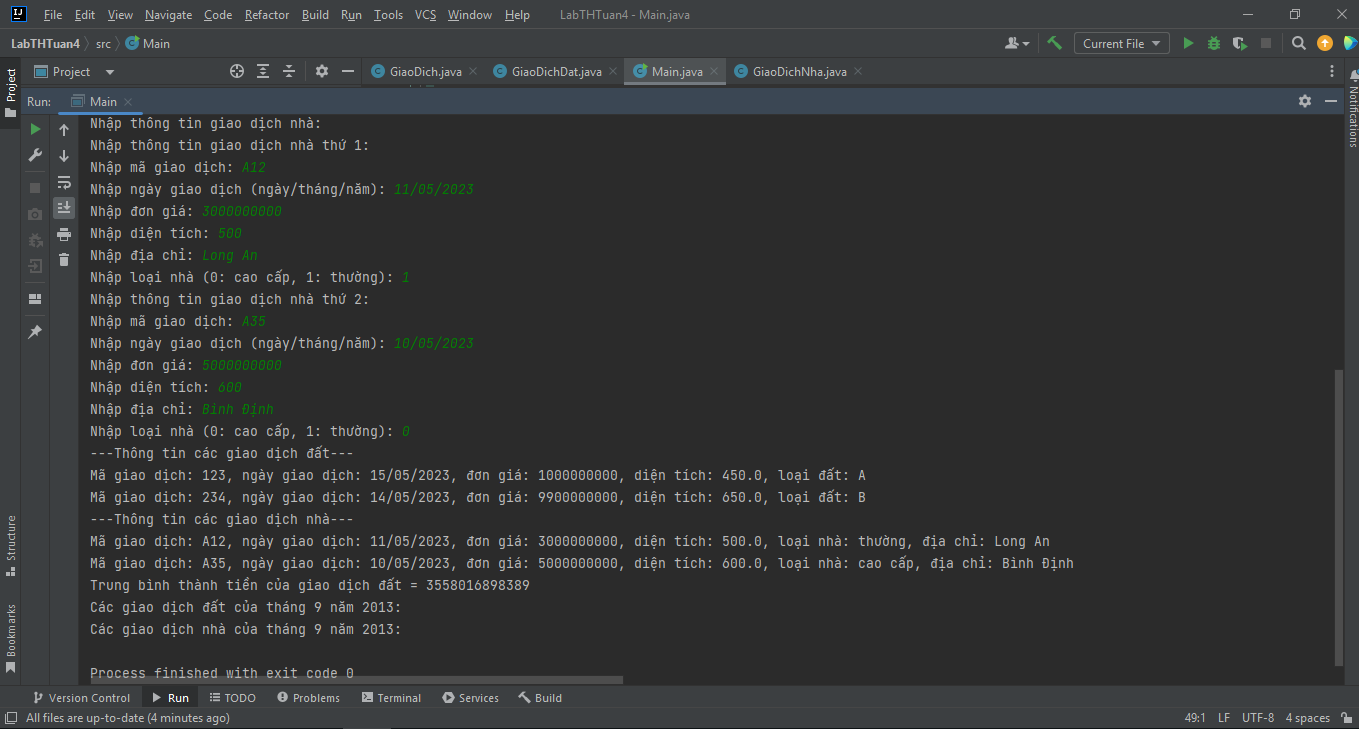 File Edit View Navigate Code Refactor Build Run Tools VCS Window Help LabTHTuan4 - Main.java
LabTHTuan4 src Main Current File
Project GiaoDich.java GiaoDichDat.java Main.java GiaoDichNha.java
Project
Notifications
Run: Main
Nhập thông tin giao dịch nhà:
Nhập thông tin giao dịch nhà thứ 1:
Nhập mã giao dịch: A12
Nhập ngày giao dịch (ngày/tháng/năm): 11/05/2023
Nhập đơn giá: 3000000000
Nhập diện tích: 500
Nhập địa chỉ: Long An
Nhập loại nhà (0: cao cấp, 1: thường): 1
Nhập thông tin giao dịch nhà thứ 2:
Nhập mã giao dịch: A35
Nhập ngày giao dịch (ngày/tháng/năm): 10/05/2023
Nhập đơn giá: 5000000000
Nhập diện tích: 600
Nhập địa chỉ: Bình Định
Nhập loại nhà (0: cao cấp, 1: thường): 0
---Thông tin các giao dịch đất---
Mã giao dịch: 123, ngày giao dịch: 15/05/2023, đơn giá: 1000000000, diện tích: 450.0, loại đất: A
Mã giao dịch: 234, ngày giao dịch: 14/05/2023, đơn giá: 9900000000, diện tích: 650.0, loại đất: B
---Thông tin các giao dịch nhà---
Mã giao dịch: A12, ngày giao dịch: 11/05/2023, đơn giá: 3000000000, diện tích: 500.0, loại nhà: thường, địa chỉ: Long An
Mã giao dịch: A35, ngày giao dịch: 10/05/2023, đơn giá: 5000000000, diện tích: 600.0, loại nhà: cao cấp, địa chỉ: Bình Định
Trung bình thành tiền của giao dịch đất = 3558016898389
Các giao dịch đất của tháng 9 năm 2013:
Các giao dịch nhà của tháng 9 năm 2013:
Process finished with exit code 0
Structure
Bookmarks
Version Control Run TODO Problems Terminal Services Build
All files are up-to-date (4 minutes ago) 49:1 LF UTF-8 4 spaces